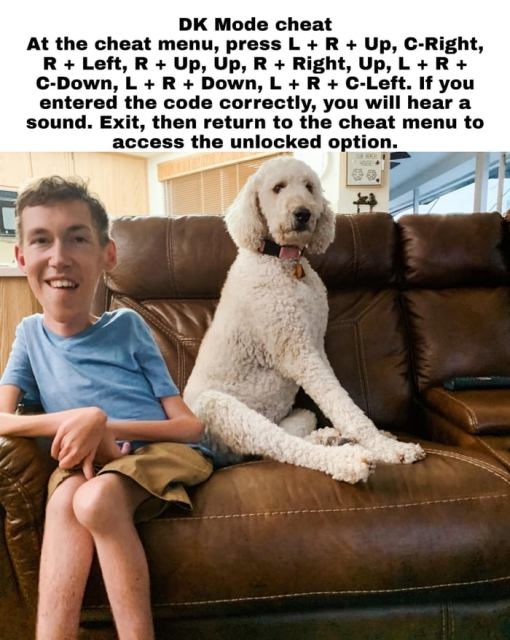 DK Mode cheat
At the cheat menu, press L + R + Up, C-Right,
R + Left, R + Up, Up, R + Right, Up, L + R +
C-Down, L + R + Down, L + R + C-Left. If you
entered the code correctly, you will hear a
sound. Exit, then return to the cheat menu to
access the unlocked option.